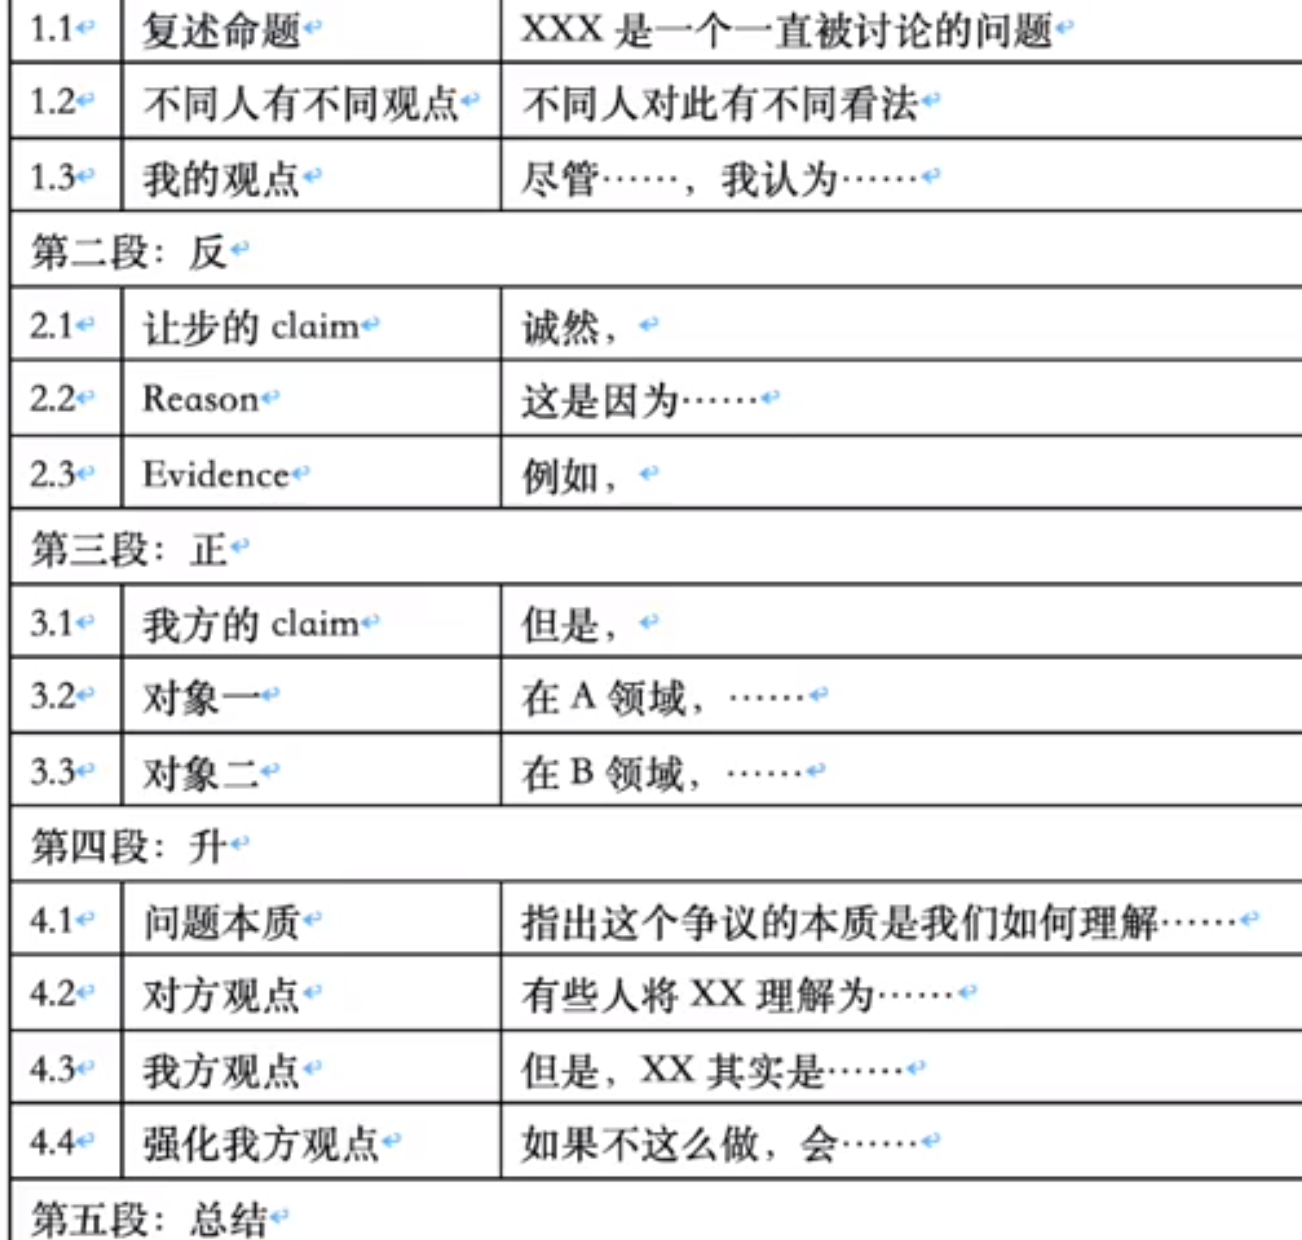 1.1 复述命题 XXX 是一个一直被讨论的问题
1.2 不同人有不同观点 不同人对此有不同看法
1.3 我的观点 尽管……，我认为……
第二段：反
2.1 让步的 claim 诚然，
2.2 Reason 这是因为……
2.3 Evidence 例如，
第三段：正
3.1 我方的 claim 但是，
3.2 对象一 在 A 领域，……
3.3 对象二 在 B 领域，……
第四段：升
4.1 问题本质 指出这个争议的本质是我们如何理解……
4.2 对方观点 有些人将 XX 理解为……
4.3 我方观点 但是，XX 其实是……
4.4 强化我方观点 如果不这么做，会……
第五段：总结